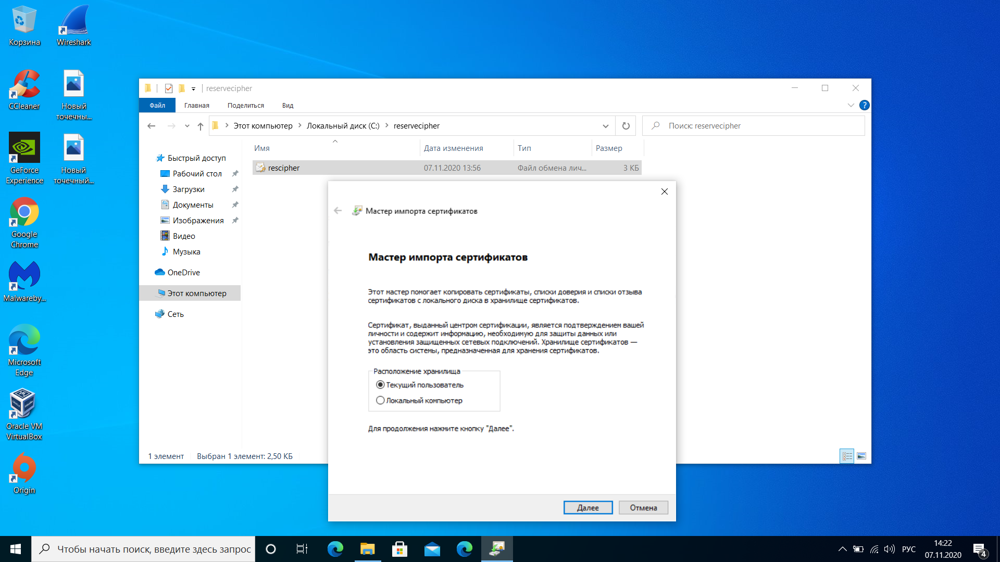 Корзина
Wireshark
CCleaner
Новый
точечны...
GeForce
Experience
Новый
точечный...
Google
Chrome
Malwareby...
Microsoft
Edge
Oracle VM
VirtualBox
Origin
reservecipher
Файл
Главная
Поделиться
Вид
?
Этот компьютер
Локальный диск (C:)
reservecipher
Поиск: reservecipher
Имя
Дата изменения
Тип
Размер
rescipher
07.11.2020 13:56
Файл обмена лич...
3 КБ
Быстрый доступ
Рабочий стол
Загрузки
Документы
Изображения
Видео
Музыка
OneDrive
Этот компьютер
Сеть
1 элемент
Выбран 1 элемент: 2,50 КБ
Мастер импорта сертификатов
Мастер импорта сертификатов
Этот мастер помогает копировать сертификаты, списки доверия и списки отзыва
сертификатов с локального диска в хранилище сертификатов.
Сертификат, выданный центром сертификации, является подтверждением вашей
личности и содержит информацию, необходимую для защиты данных или
установления защищенных сетевых подключений. Хранилище сертификатов —
это область системы, предназначенная для хранения сертификатов.
Расположение хранилища
Текущий пользователь
Локальный компьютер
Для продолжения нажмите кнопку "Далее".
Далее
Отмена
Чтобы начать поиск, введите здесь запрос
РУС
14:22
07.11.2020
4